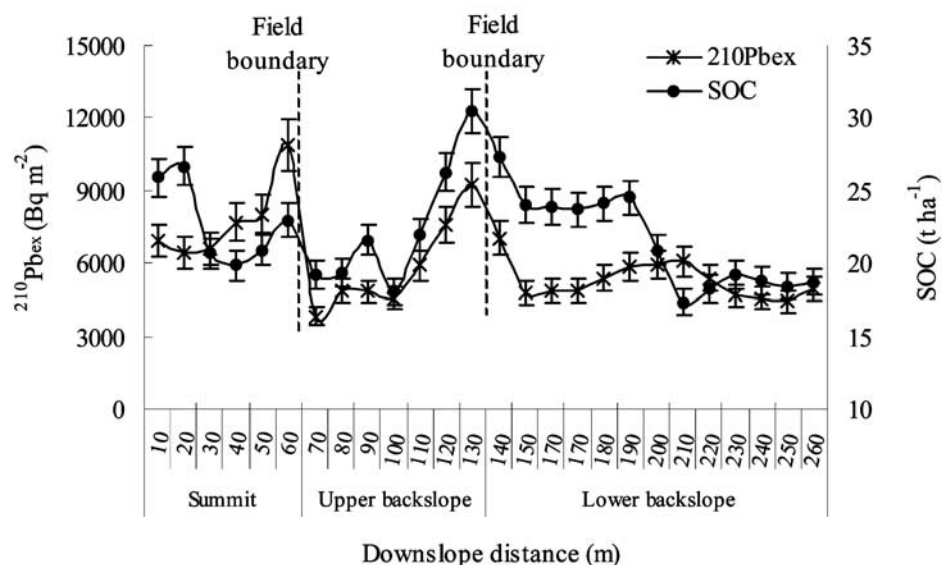 Field boundary
Field boundary
210Pbex
SOC
15000
12000
9000
6000
3000
0
²¹⁰Pbex (Bq m⁻²)
35
30
25
20
15
10
SOC (t ha⁻¹)
10 20 30 40 50 60 70 80 90 100 110 120 130 140 150 160 170 180 190 200 210 220 230 240 250 260
Summit Upper backslope Lower backslope
Downslope distance (m)